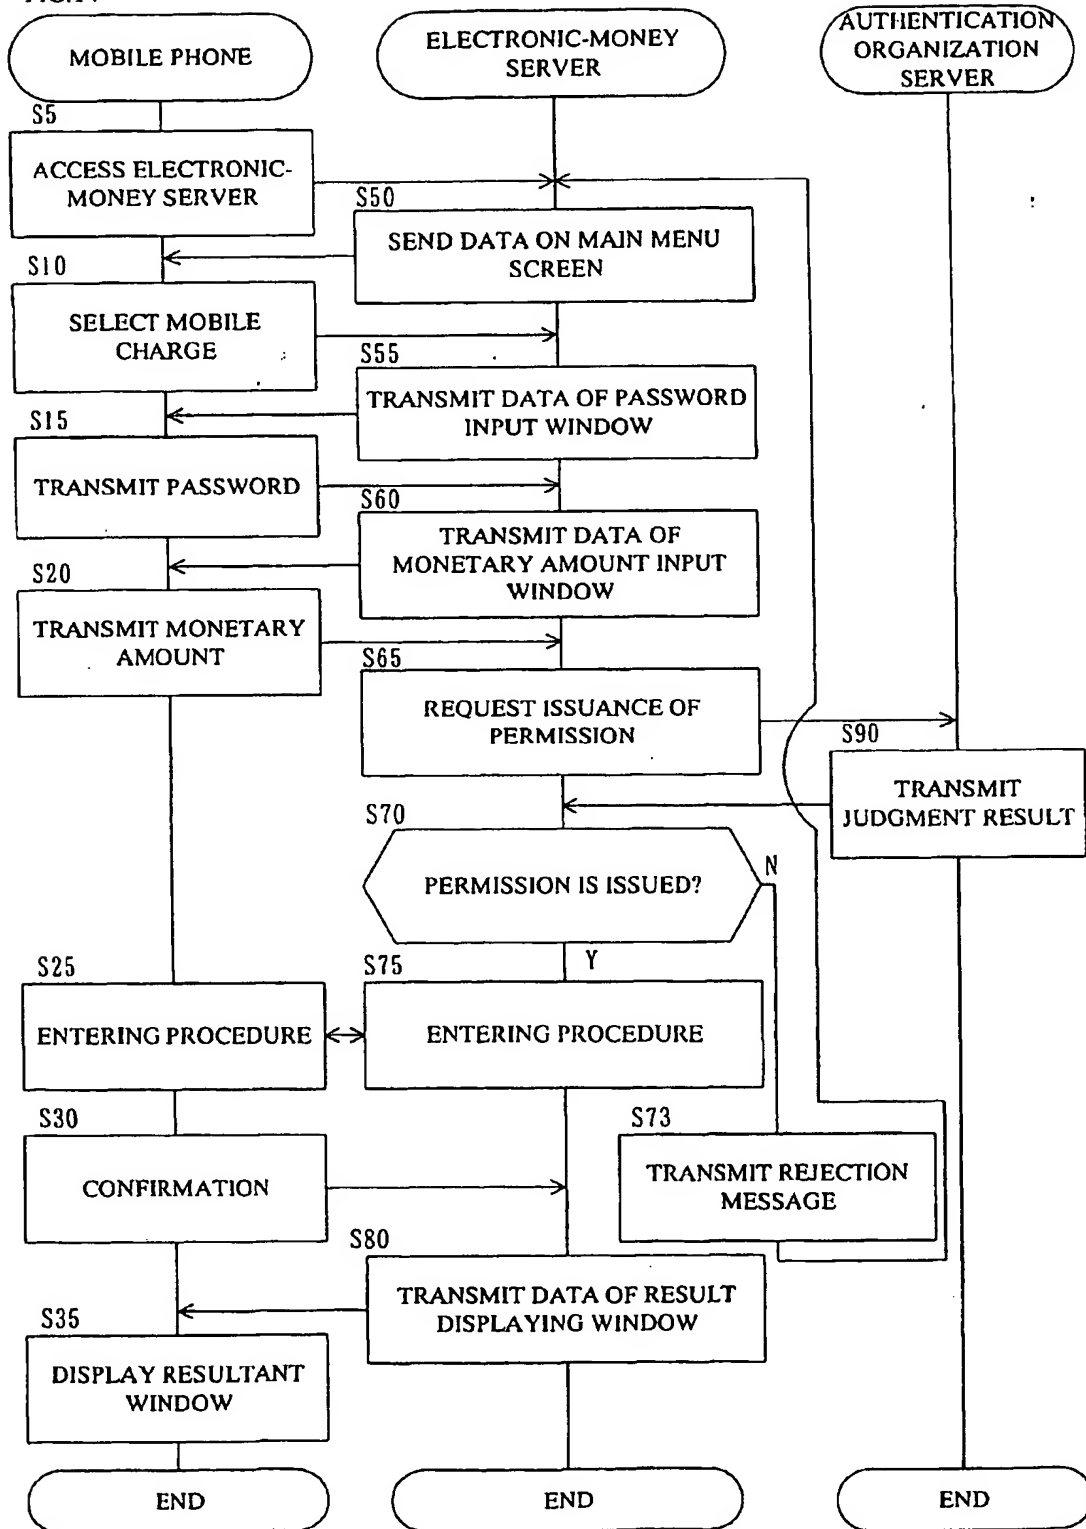 MOBILE PHONE
ELECTRONIC-MONEY
SERVER
AUTHENTICATION
ORGANIZATION
SERVER
S5
ACCESS ELECTRONIC-
MONEY SERVER
S50
SEND DATA ON MAIN MENU
SCREEN
S10
SELECT MOBILE
CHARGE
S55
TRANSMIT DATA OF PASSWORD
INPUT WINDOW
S15
TRANSMIT PASSWORD
S60
TRANSMIT DATA OF
MONETARY AMOUNT INPUT
WINDOW
S20
TRANSMIT MONETARY
AMOUNT
S65
REQUEST ISSUANCE OF
PERMISSION
S90
TRANSMIT
JUDGMENT RESULT
S70
PERMISSION IS ISSUED?
N
Y
S25
ENTERING PROCEDURE
S75
ENTERING PROCEDURE
S30
CONFIRMATION
S73
TRANSMIT REJECTION
MESSAGE
S80
TRANSMIT DATA OF RESULT
DISPLAYING WINDOW
S35
DISPLAY RESULTANT
WINDOW
END
END
END